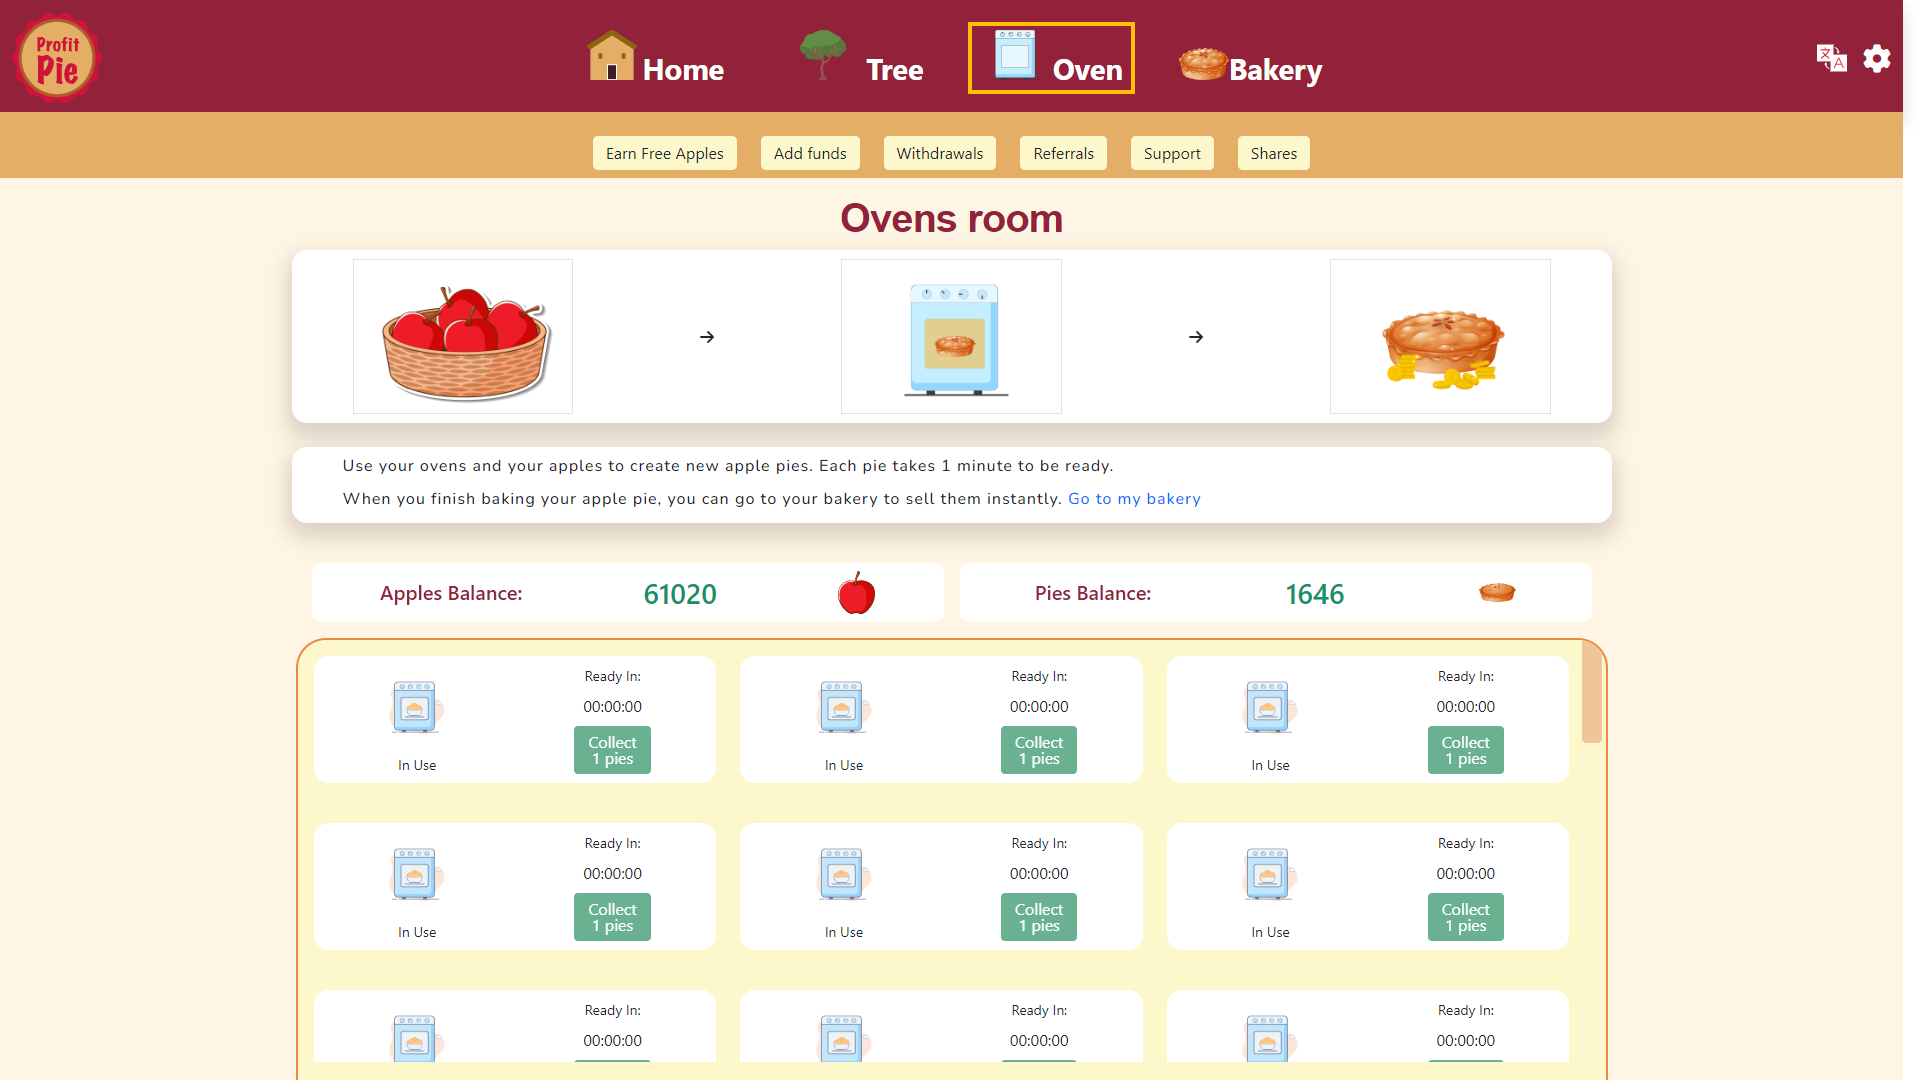 Profit
Pie
Home
Tree
Oven
Bakery
Earn Free Apples
Add funds
Withdrawals
Referrals
Support
Shares
Ovens room
Use your ovens and your apples to create new apple pies. Each pie takes 1 minute to be ready.
When you finish baking your apple pie, you can go to your bakery to sell them instantly. Go to my bakery
Apples Balance:
61020
Pies Balance:
1646
Ready In:
00:00:00
Collect
1 pies
In Use
Ready In:
00:00:00
Collect
1 pies
In Use
Ready In:
00:00:00
Collect
1 pies
In Use
Ready In:
00:00:00
Collect
1 pies
In Use
Ready In:
00:00:00
Collect
1 pies
In Use
Ready In:
00:00:00
Collect
1 pies
In Use
Ready In:
00:00:00
Ready In:
00:00:00
Ready In:
00:00:00